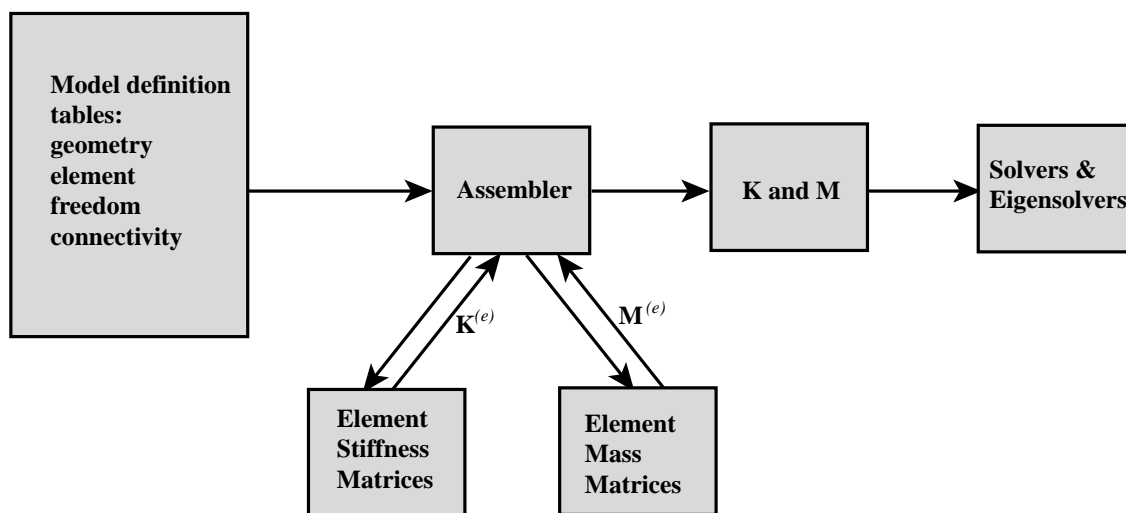 Model definition
tables:
geometry
element
freedom
connectivity
Assembler
K and M
Solvers &
Eigensolvers
K(e)
M(e)
Element
Stiffness
Matrices
Element
Mass
Matrices